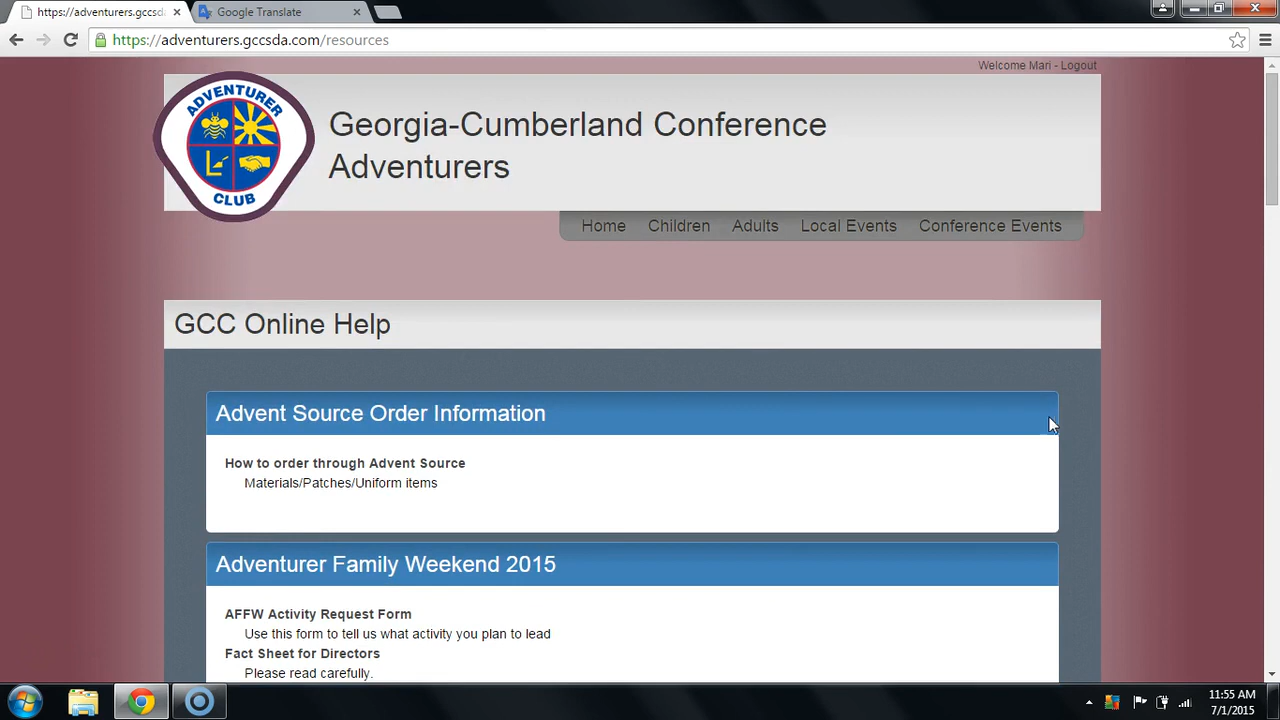 https://adventurers.gccsda
Google Translate
https://adventurers.gccsda.com/resources
Welcome Mari - Logout
ADVENTURER
CLUB
Georgia-Cumberland Conference
Adventurers
Home Children Adults Local Events Conference Events
GCC Online Help
Advent Source Order Information
How to order through Advent Source
Materials/Patches/Uniform items
Adventurer Family Weekend 2015
AFFW Activity Request Form
Use this form to tell us what activity you plan to lead
Fact Sheet for Directors
Please read carefully.
11:55 AM
7/1/2015